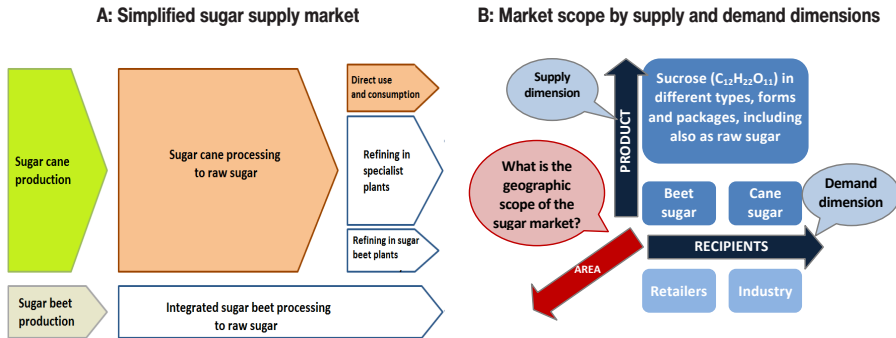 A: Simplified sugar supply market
Sugar cane
production
Sugar cane processing
to raw sugar
Direct use
and consumption
Refining in
specialist
plants
Refining in sugar
beet plants
Sugar beet
production
Integrated sugar beet processing
to raw sugar
B: Market scope by supply and demand dimensions
Supply
dimension
PRODUCT
Sucrose (C₁₂H₂₂O₁₁) in
different types, forms
and packages, including
also as raw sugar
What is the
geographic
scope of the
sugar market?
Beet
sugar
Cane
sugar
Demand
dimension
RECIPIENTS
AREA
Retailers
Industry